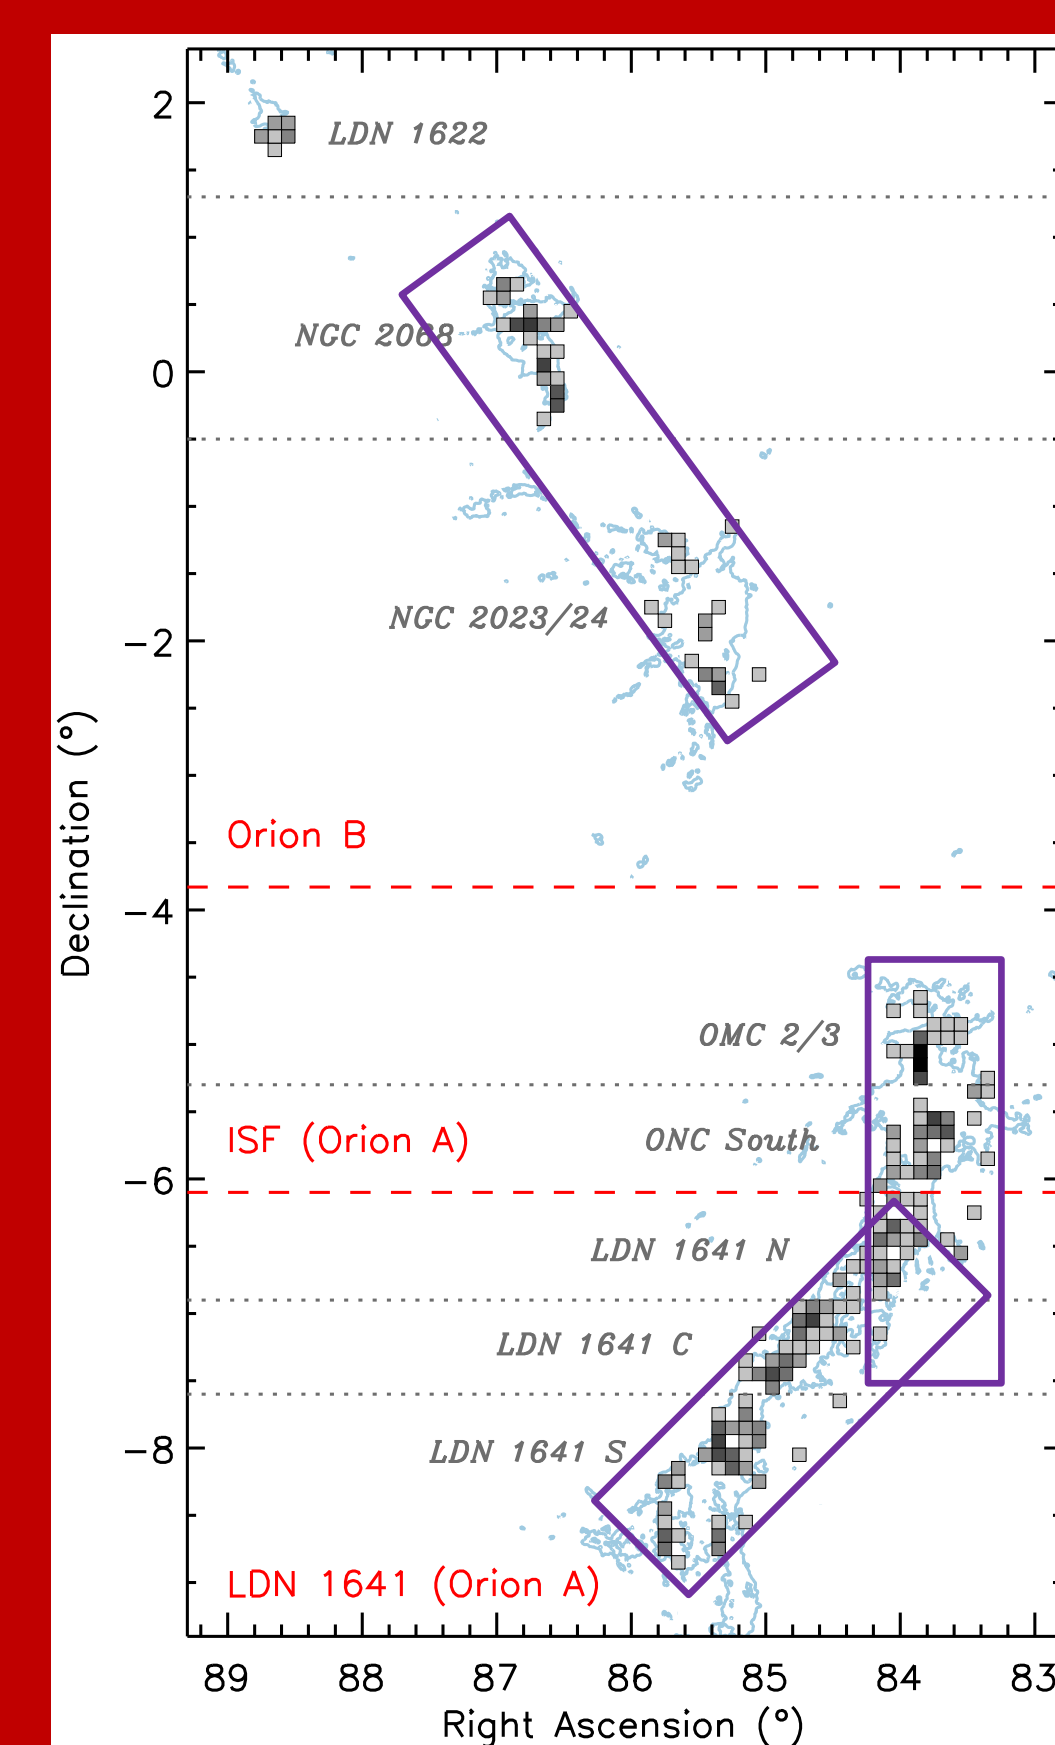 2
LDN 1622
NGC 2068
0
NGC 2023/24
−2
Declination (°)
Orion B
−4
OMC 2/3
ISF (Orion A)
ONC South
−6
LDN 1641 N
LDN 1641 C
−8
LDN 1641 S
LDN 1641 (Orion A)
89 88 87 86 85 84 83
Right Ascension (°)